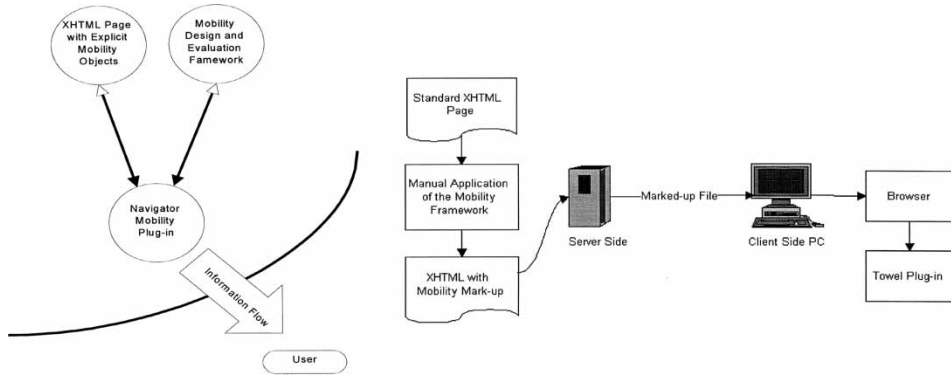 XHTML Page
with Explicit
Mobility
Objects
Mobility
Design and
Evaluation
Famework
Navigator
Mobility
Plug-in
Information Flow
User
Standard XHTML
Page
Manual Application
of the Mobility
Framework
XHTML with
Mobility Mark-up
Server Side
Marked-up File
Client Side PC
Browser
Towel Plug-in